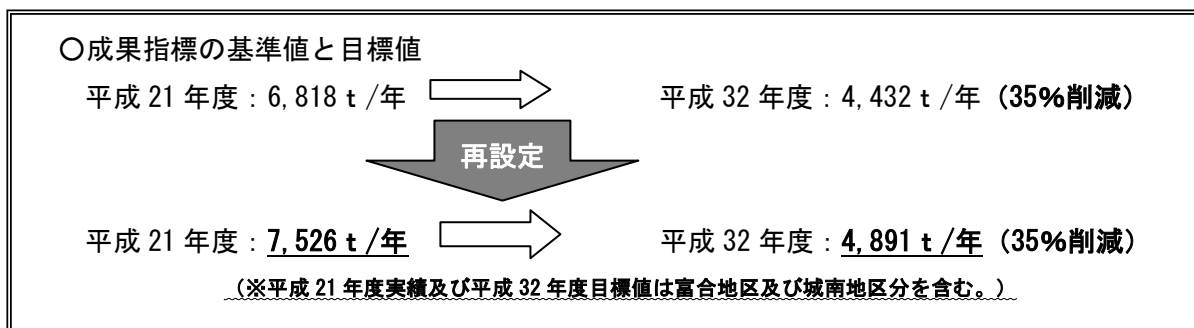 〇成果指標の基準値と目標値
平成 21 年度：6,818 t /年 平成 32 年度：4,432 t /年（35%削減）
再設定
平成 21 年度：7,526 t /年 平成 32 年度：4,891 t /年（35%削減）
（※平成 21 年度実績及び平成 32 年度目標値は富合地区及び城南地区分を含む。）